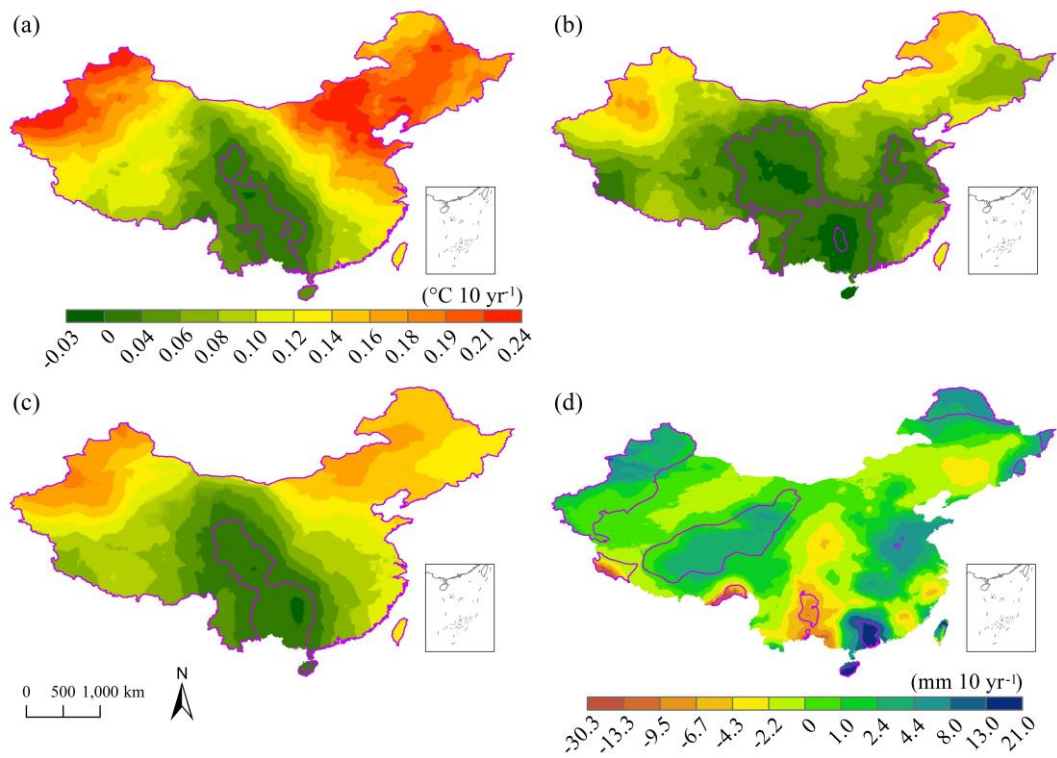 (a)
(b)
(°C 10 yr⁻¹)
-0.03 0 0.04 0.06 0.08 0.10 0.12 0.14 0.16 0.18 0.19 0.21 0.24
(c)
(d)
N
0 500 1,000 km
(mm 10 yr⁻¹)
-30.3 -13.3 -9.5 -6.7 -4.3 -2.2 0 1.0 2.4 4.4 8.0 13.0 21.0